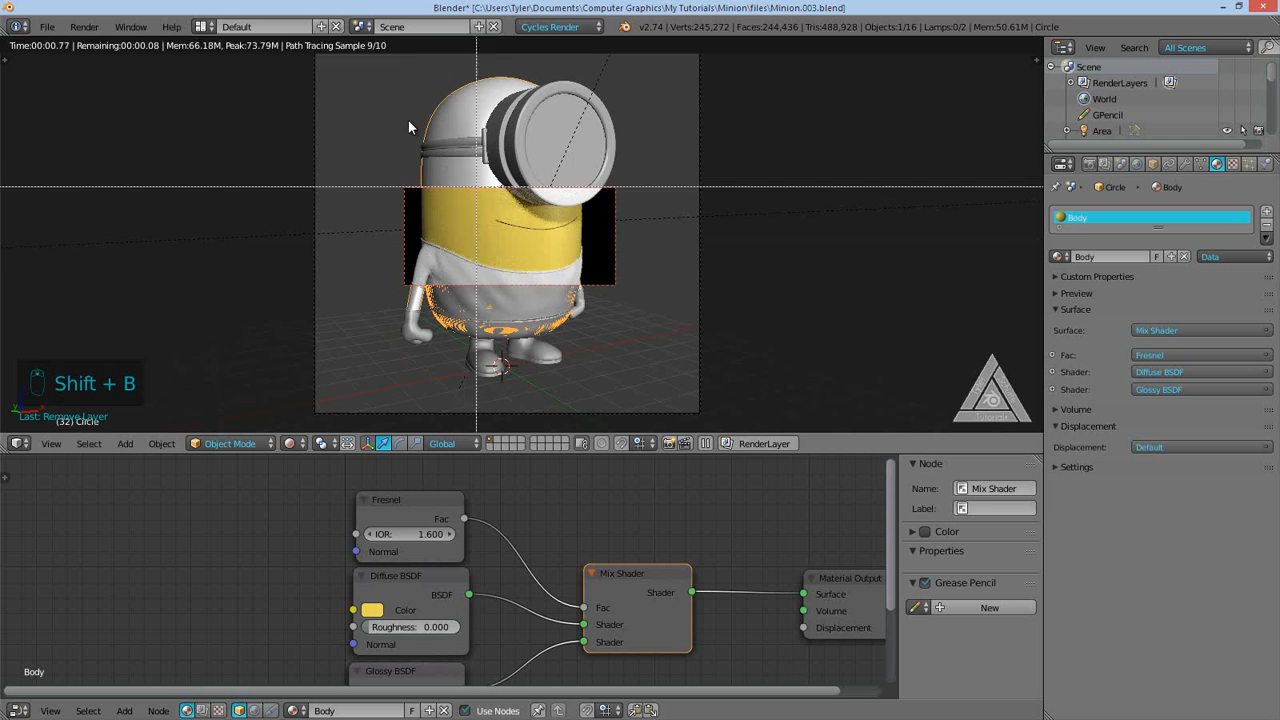 Blender* [C:\Users\Tyler\Documents\Computer Graphics\My Tutorials\Minion\files\Minion.003.blend]
File Render Window Help Default Scene Cycles Render v2.74 | Verts:245,272 | Faces:244,436 | Tris:488,928 | Objects:1/16 | Lamps:0/2 | Mem:50.61M | Circle
Time:00:00.77 | Remaining:00:00.08 | Mem:66.18M, Peak:73.79M | Path Tracing Sample 9/10
Shift + B
Last: Remove Layer
(32) Circle
Tutorials
View Select Add Object Object Mode Global RenderLayer
View Search All Scenes
Scene
RenderLayers
World
GPencil
Area
Circle Body
Body
Body F Data
Custom Properties
Preview
Surface
Surface: Mix Shader
Fac: Fresnel
Shader: Diffuse BSDF
Shader: Glossy BSDF
Volume
Displacement
Displacement: Default
Settings
Fresnel
Fac
IOR: 1.600
Normal
Diffuse BSDF
BSDF
Color
Roughness: 0.000
Normal
Glossy BSDF
Mix Shader
Shader
Fac
Shader
Shader
Material Output
Surface
Volume
Displacement
Node
Name: Mix Shader
Label:
Color
Properties
Grease Pencil
New
Body
View Select Add Node Body F Use Nodes